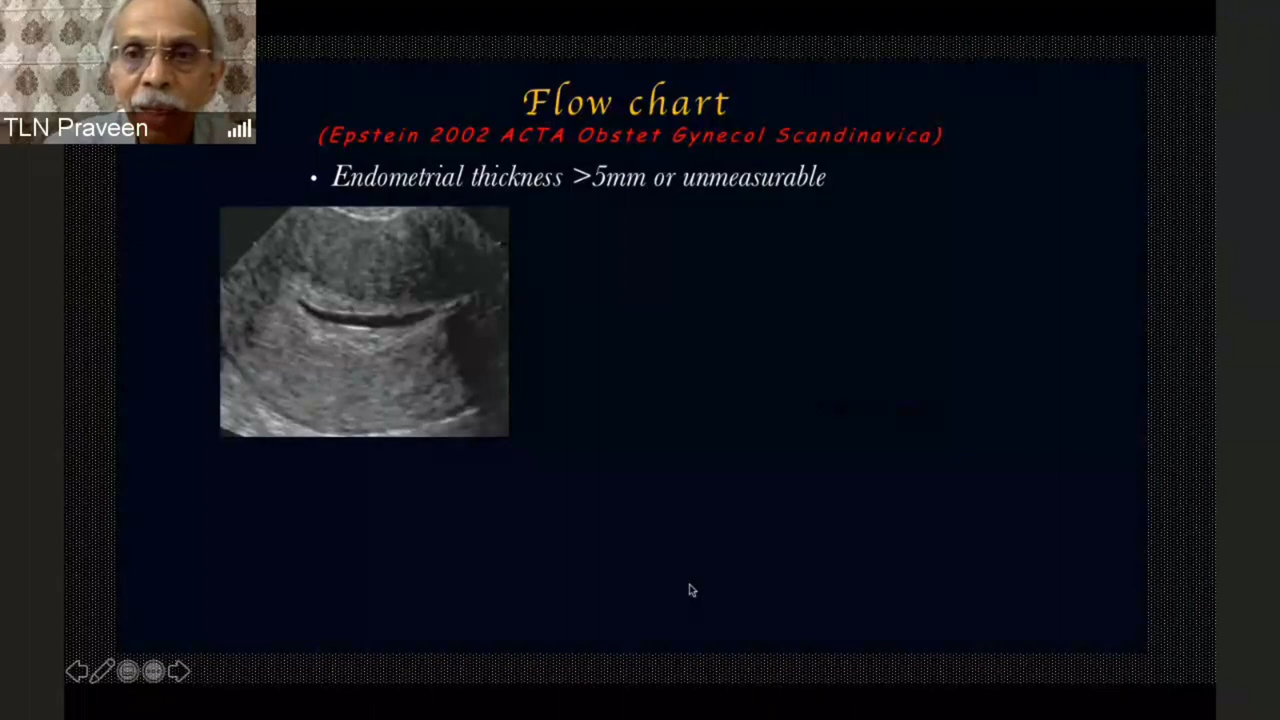 TLN Praveen
Flow chart
(Epstein 2002 ACTA Obstet Gynecol Scandinavica)
• Endometrial thickness >5mm or unmeasurable